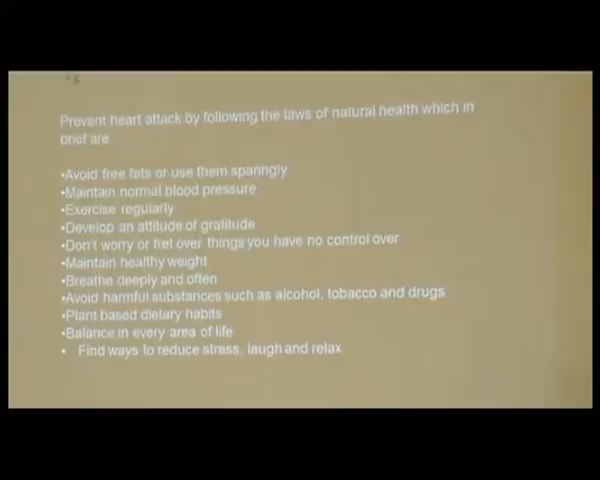 Prevent heart attack by following the laws of natural health which in
brief are
•Avoid free fats or use them sparingly
•Maintain normal blood pressure
•Exercise regularly
•Develop an attitude of gratitude
•Don't worry or fret over things you have no control over
•Maintain healthy weight
•Breathe deeply and often
•Avoid harmful substances such as alcohol, tobacco and drugs
•Plant based dietary habits
•Balance in every area of life
• Find ways to reduce stress, laugh and relax